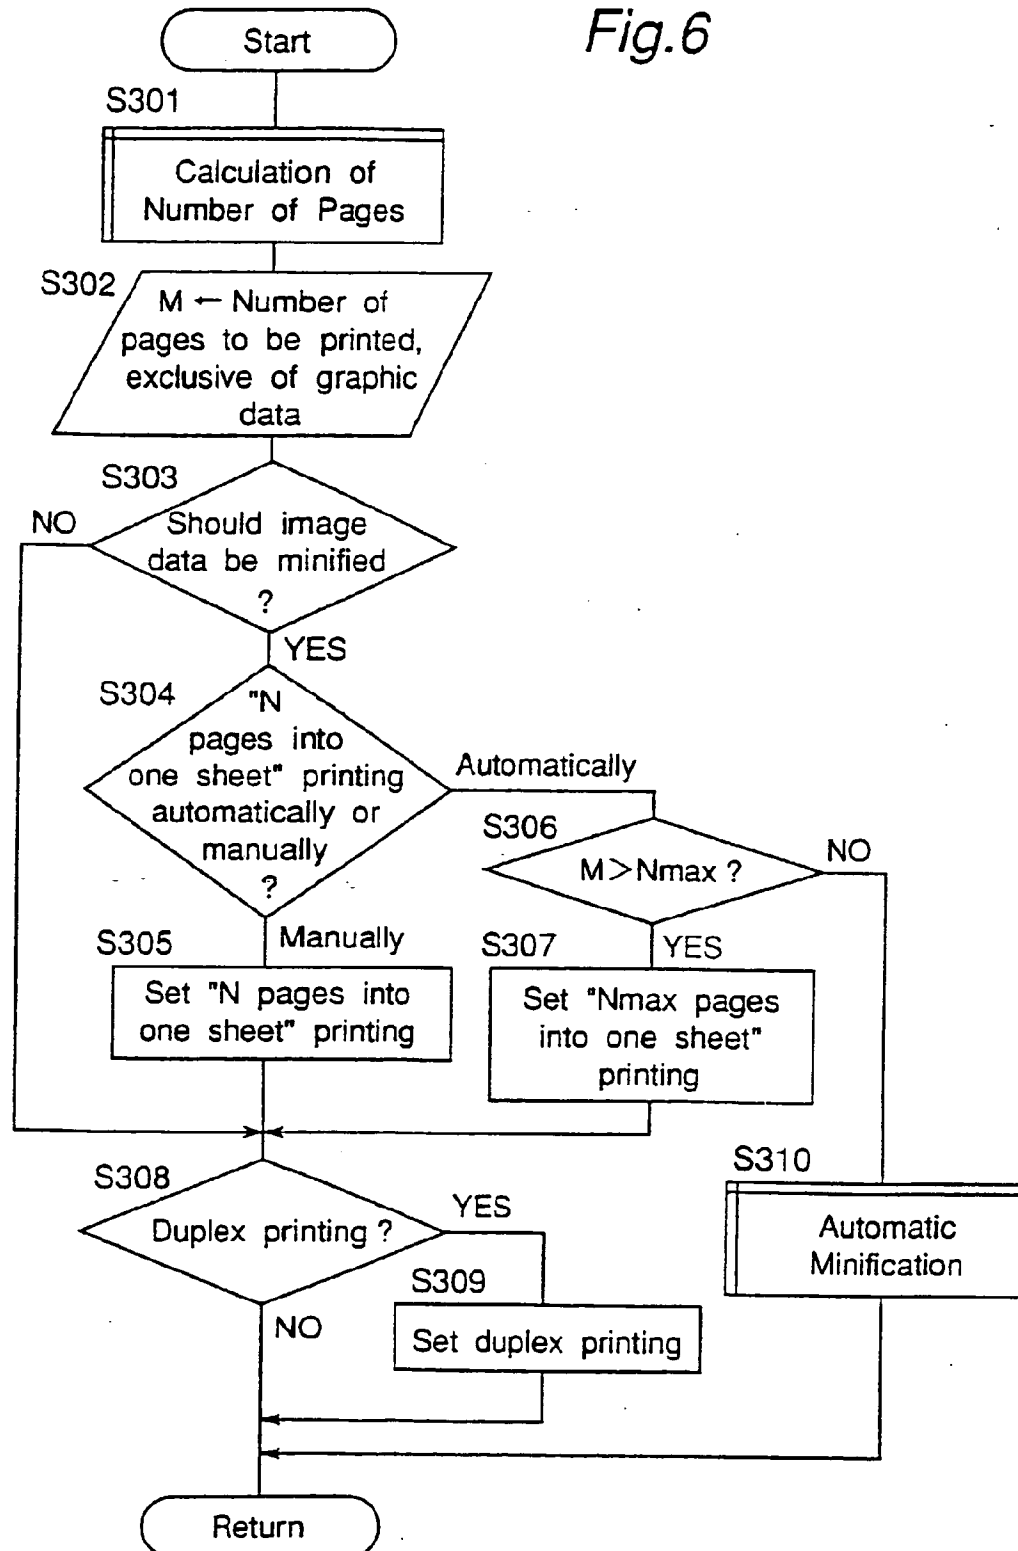 Fig.6
Start
S301
Calculation of
Number of Pages
S302
M ← Number of
pages to be printed,
exclusive of graphic
data
S303
NO
Should image
data be minified
?
YES
S304
"N
pages into
one sheet" printing
automatically or
manually
?
Automatically
S306
M>Nmax ?
NO
S305
Manually
Set "N pages into
one sheet" printing
S307
YES
Set "Nmax pages
into one sheet"
printing
S308
Duplex printing ?
YES
S310
Automatic
Minification
S309
NO
Set duplex printing
Return